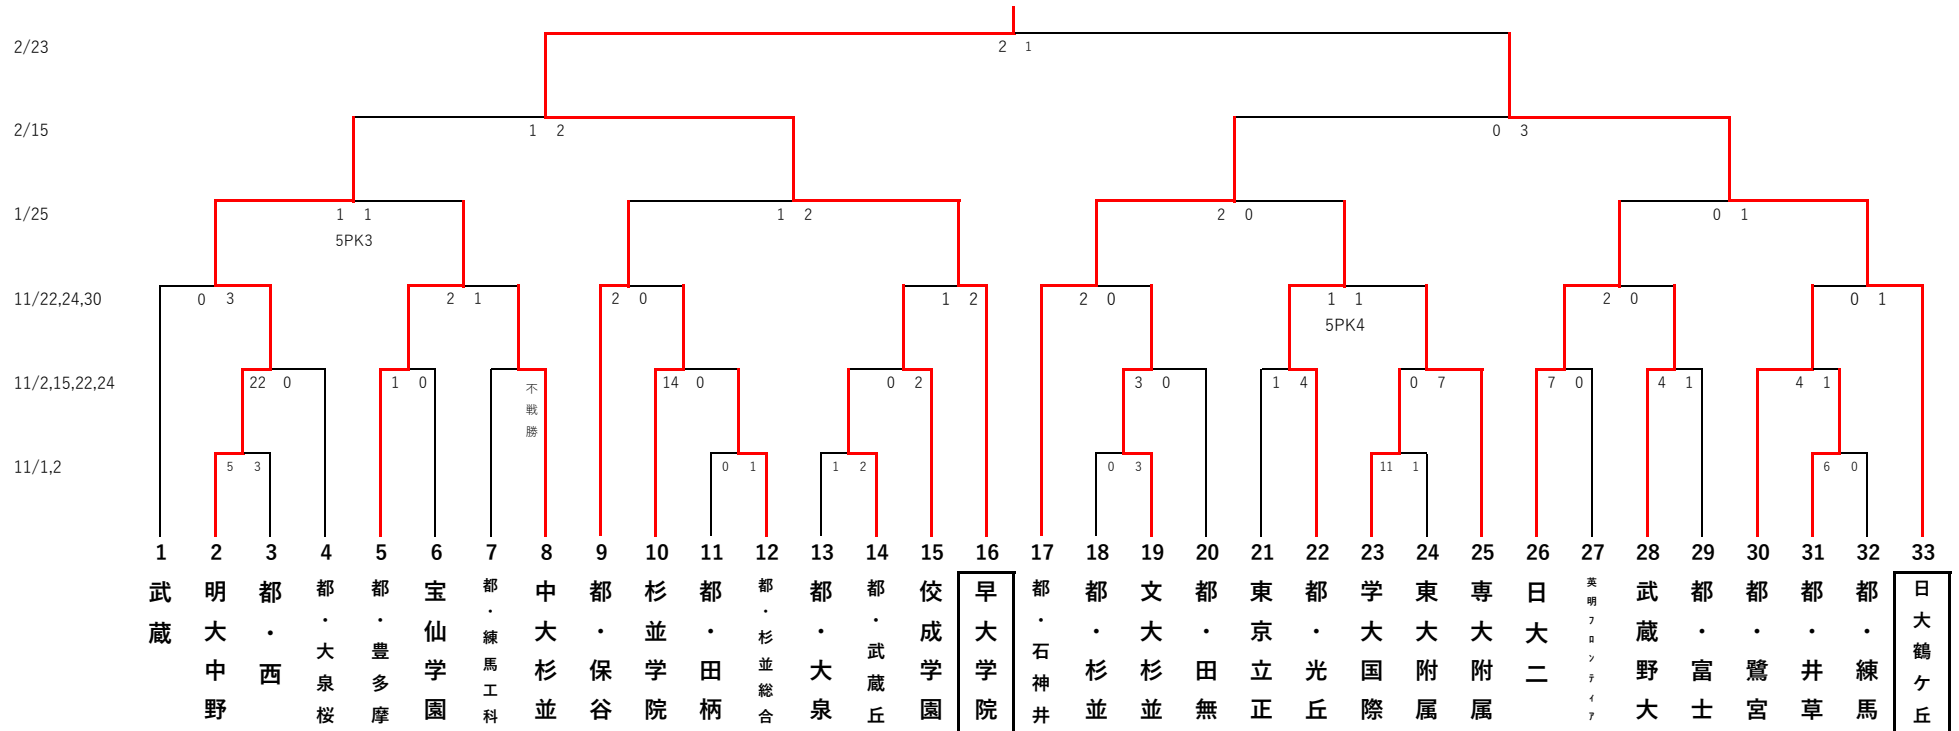 2/23
2 1
2/15
1 2
0 3
1/25
1 1
5PK3
1 2
2 0
0 1
11/22,24,30
0 3
2 1
2 0
1 2
2 0
1 1
5PK4
2 0
0 1
11/2,15,22,24
22 0
1 0
不戦勝
14 0
0 2
3 0
1 4
0 7
7 0
4 1
4 1
11/1,2
5 3
0 1
1 2
0 3
11 1
6 0
1 武蔵
2 明大中野
3 都・西
4 都・大泉桜
5 都・豊多摩
6 宝仙学園
7 都・練馬工科
8 中大杉並
9 都・保谷
10 杉並学院
11 都・田柄
12 都・杉並総合
13 都・大泉
14 都・武蔵丘
15 佼成学園
16 早大学院
17 都・石神井
18 都・杉並
19 文大杉並
20 都・田無
21 東京立正
22 都・光丘
23 学大国際
24 東大附属
25 専大附属
26 日大二
27 英明フロンティア
28 武蔵野大
29 都・富士
30 都・鷺宮
31 都・井草
32 都・練馬
33 日大鶴ケ丘